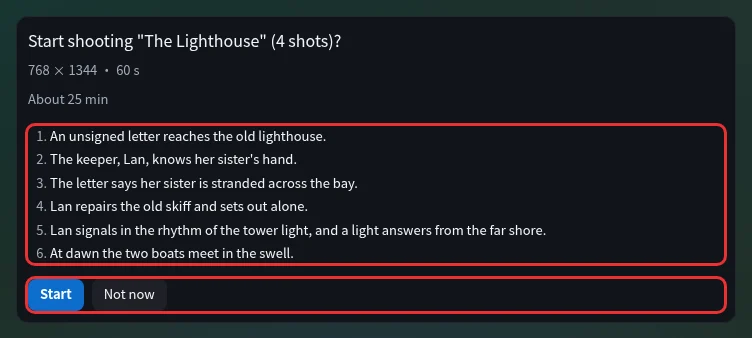 Start shooting "The Lighthouse" (4 shots)?
768 × 1344 • 60 s
About 25 min
1. An unsigned letter reaches the old lighthouse.
2. The keeper, Lan, knows her sister's hand.
3. The letter says her sister is stranded across the bay.
4. Lan repairs the old skiff and sets out alone.
5. Lan signals in the rhythm of the tower light, and a light answers from the far shore.
6. At dawn the two boats meet in the swell.
Start Not now